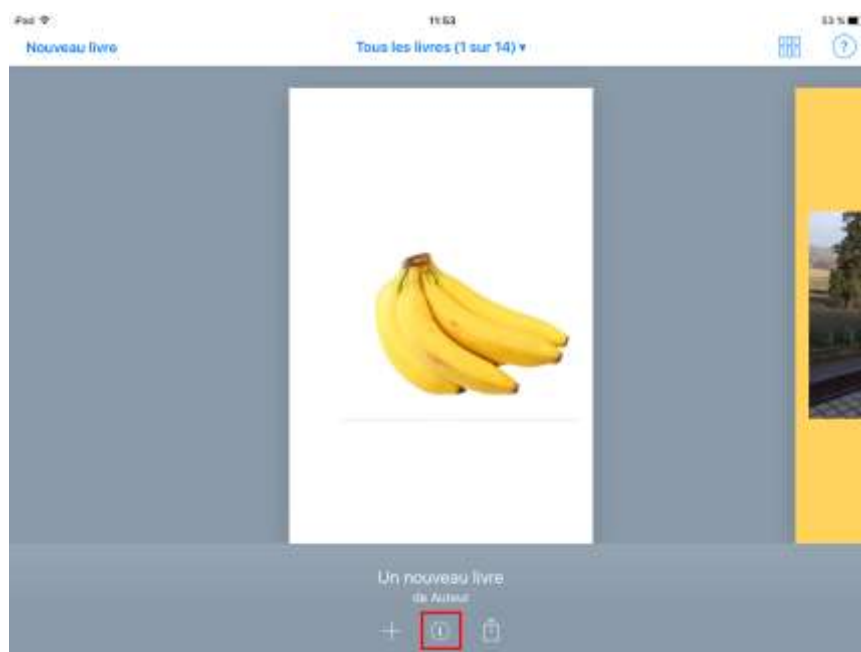 iPad 11:53 53 %
Nouveau livre Tous les livres (1 sur 14) ▾ ?
Un nouveau livre
de Auteur